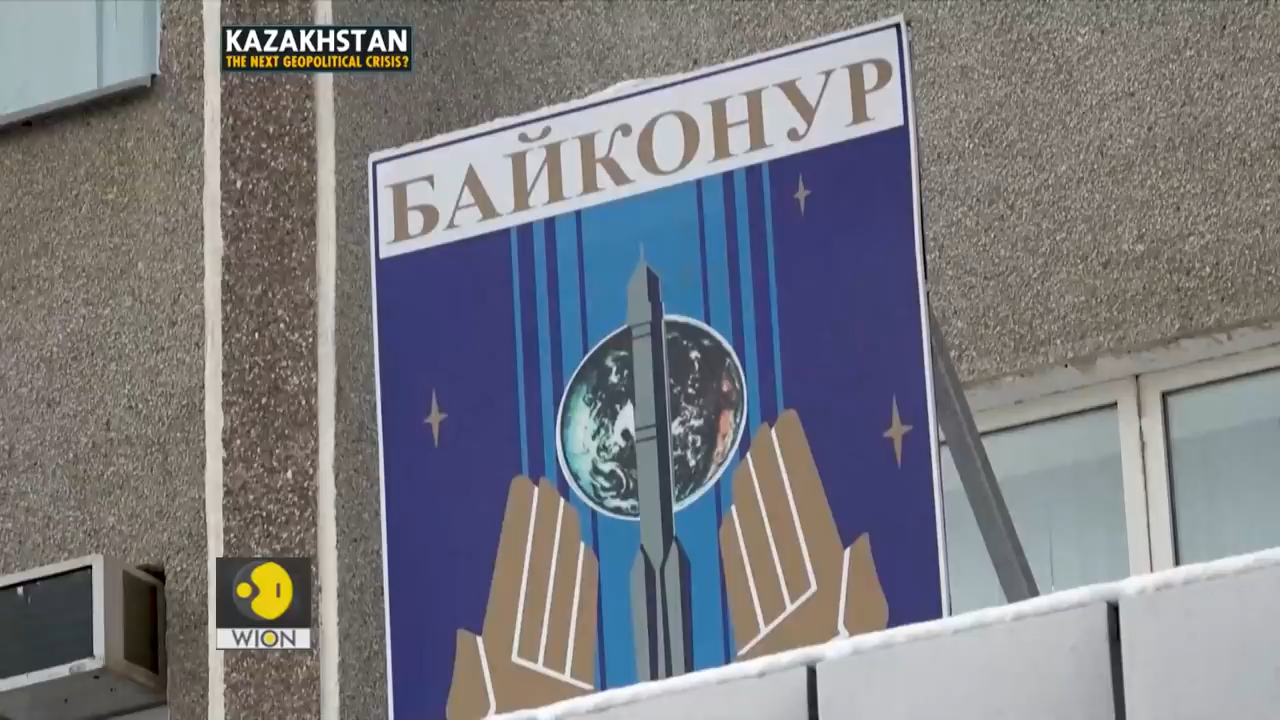 KAZAKHSTAN
THE NEXT GEOPOLITICAL CRISIS?
БАЙКОНУР
WION